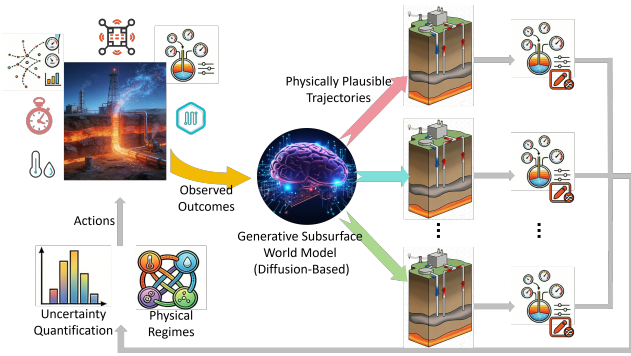 Physically Plausible
Trajectories
Observed
Outcomes
Actions
Generative Subsurface
World Model
(Diffusion-Based)
Uncertainty
Quantification
Physical
Regimes